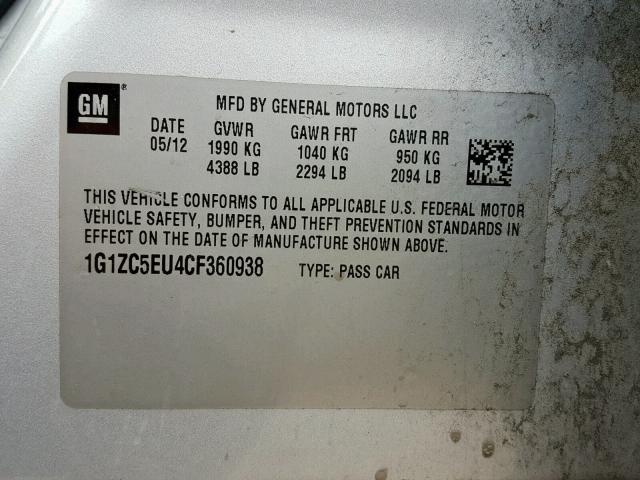 GM®
MFD BY GENERAL MOTORS LLC
DATE GVWR GAWR FRT GAWR RR
05/12 1990 KG 1040 KG 950 KG
4388 LB 2294 LB 2094 LB
THIS VEHICLE CONFORMS TO ALL APPLICABLE U.S. FEDERAL MOTOR
VEHICLE SAFETY, BUMPER, AND THEFT PREVENTION STANDARDS IN
EFFECT ON THE DATE OF MANUFACTURE SHOWN ABOVE.
1G1ZC5EU4CF360938 TYPE: PASS CAR